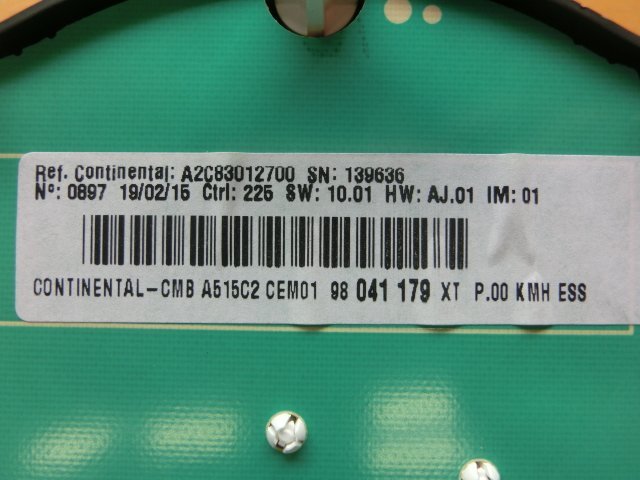 Ref. Continental: A2C83012700 SN: 139636
Nº: 0897 19/02/15 Ctrl: 225 SW: 10.01 HW: AJ.01 IM: 01
CONTINENTAL-CMB A515C2 CEM01 98 041 179 XT P.00 KMH ESS